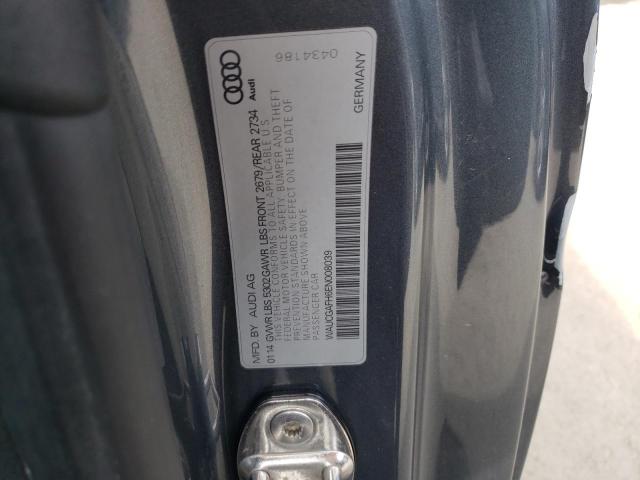 MFD. BY AUDI AG
01 14 GVWR LBS 5302 GAWR LBS FRONT 2679/REAR 2734
THIS VEHICLE CONFORMS TO ALL APPLICABLE U.S.
FEDERAL MOTOR VEHICLE SAFETY, BUMPER AND THEFT
PREVENTION STANDARDS IN EFFECT ON THE DATE OF
MANUFACTURE SHOWN ABOVE
PASSENGER CAR
WAUCGAFH6EN008039
Audi
0434186
GERMANY